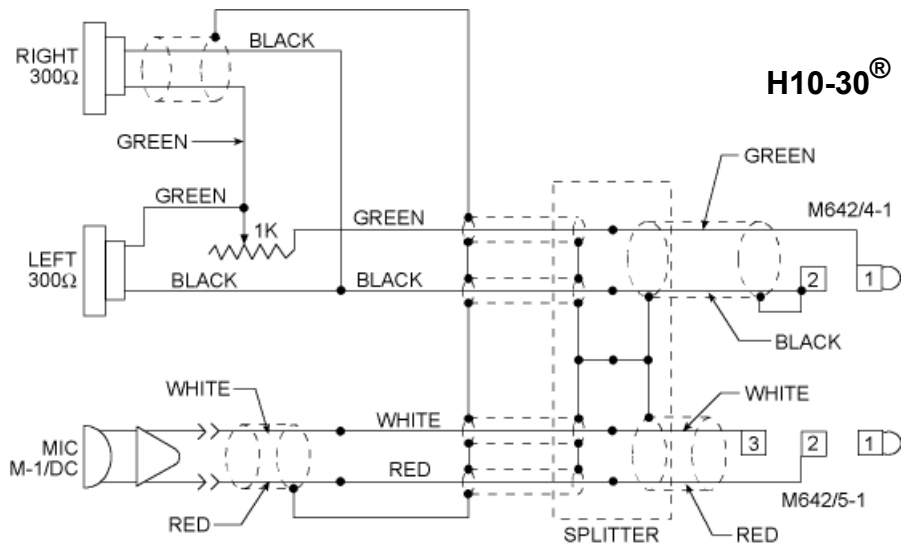 BLACK
RIGHT
300Ω
H10-30®
GREEN
GREEN
GREEN
GREEN
1K
M642/4-1
LEFT
300Ω
BLACK
BLACK
2
1
BLACK
WHITE
WHITE
WHITE
MIC
M-1/DC
3
2
1
RED
M642/5-1
RED
SPLITTER
RED